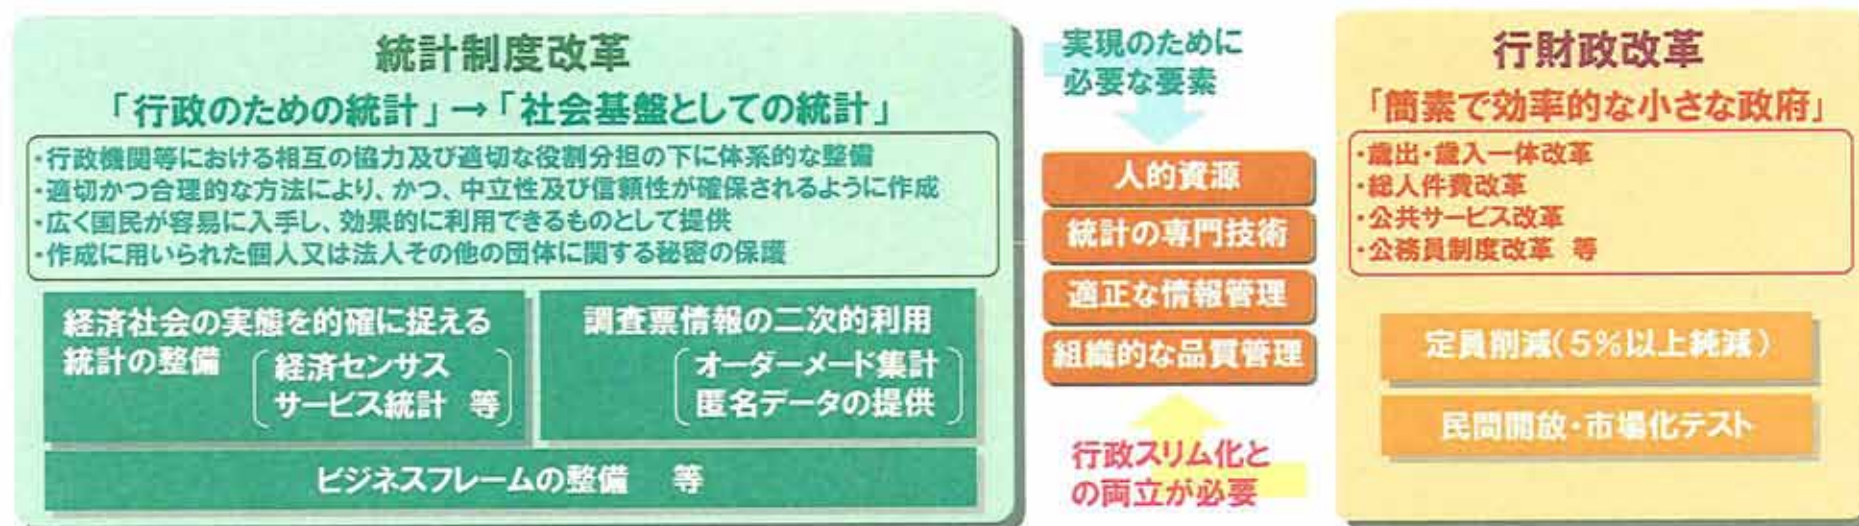 統計制度改革
「行政のための統計」→「社会基盤としての統計」
・行政機関等における相互の協力及び適切な役割分担の下に体系的な整備
・適切かつ合理的な方法により、かつ、中立性及び信頼性が確保されるように作成
・広く国民が容易に入手し、効果的に利用できるものとして提供
・作成に用いられた個人又は法人その他の団体に関する秘密の保護
経済社会の実態を的確に捉える
統計の整備
経済センサス
サービス統計 等
調査票情報の二次的利用
オーダーメード集計
匿名データの提供
ビジネスフレームの整備 等
実現のために
必要な要素
人的資源
統計の専門技術
適正な情報管理
組織的な品質管理
行政スリム化と
の両立が必要
行財政改革
「簡素で効率的な小さな政府」
・歳出・歳入一体改革
・総人件費改革
・公共サービス改革
・公務員制度改革 等
定員削減(5%以上純減)
民間開放・市場化テスト